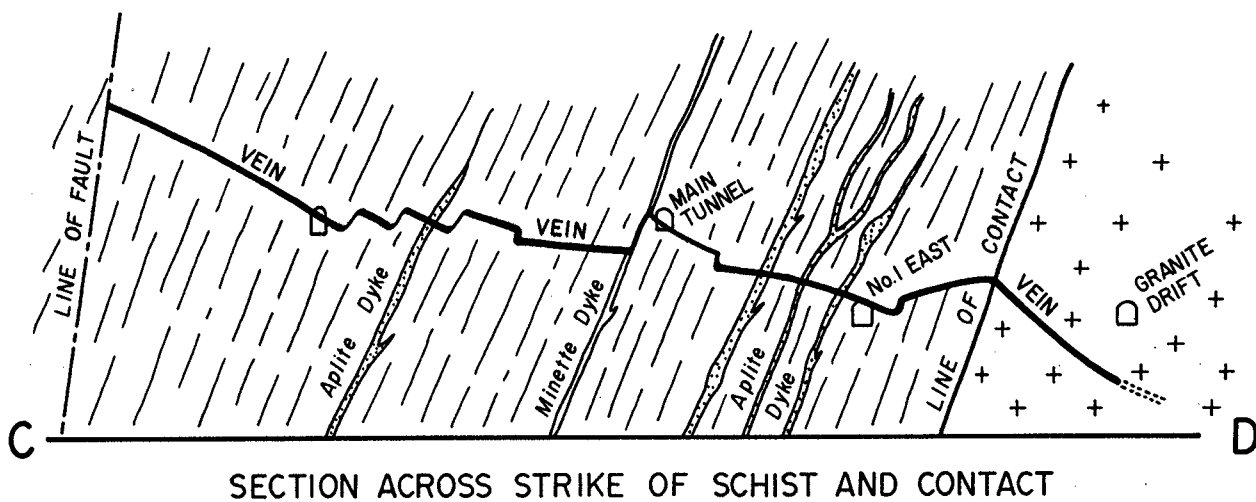 LINE OF FAULT
VEIN
Aplite Dyke
VEIN
Minette Dyke
MAIN
TUNNEL
Aplite
Dyke
No.1 EAST
LINE OF CONTACT
VEIN
GRANITE
DRIFT
C
D
SECTION ACROSS STRIKE OF SCHIST AND CONTACT